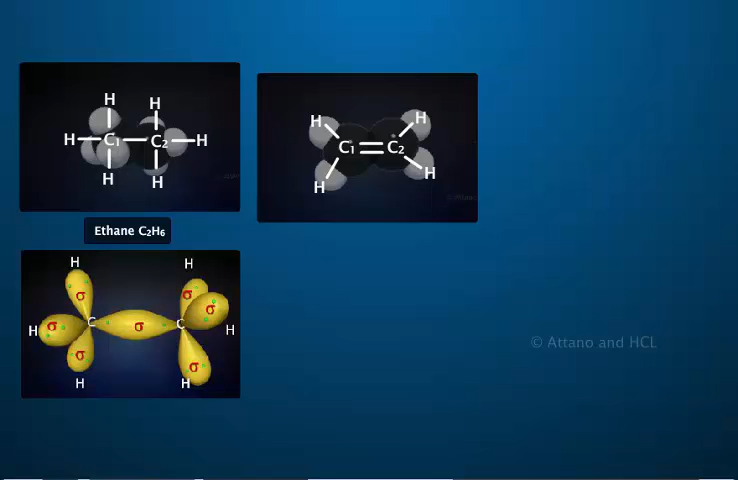 H H
H C₁ C₂ H
H H
H H
C₁ C₂
H H
Ethane C₂H₆
H H
σ σ
σ
H σ C σ C H
σ σ
H H
© Attano and HCL